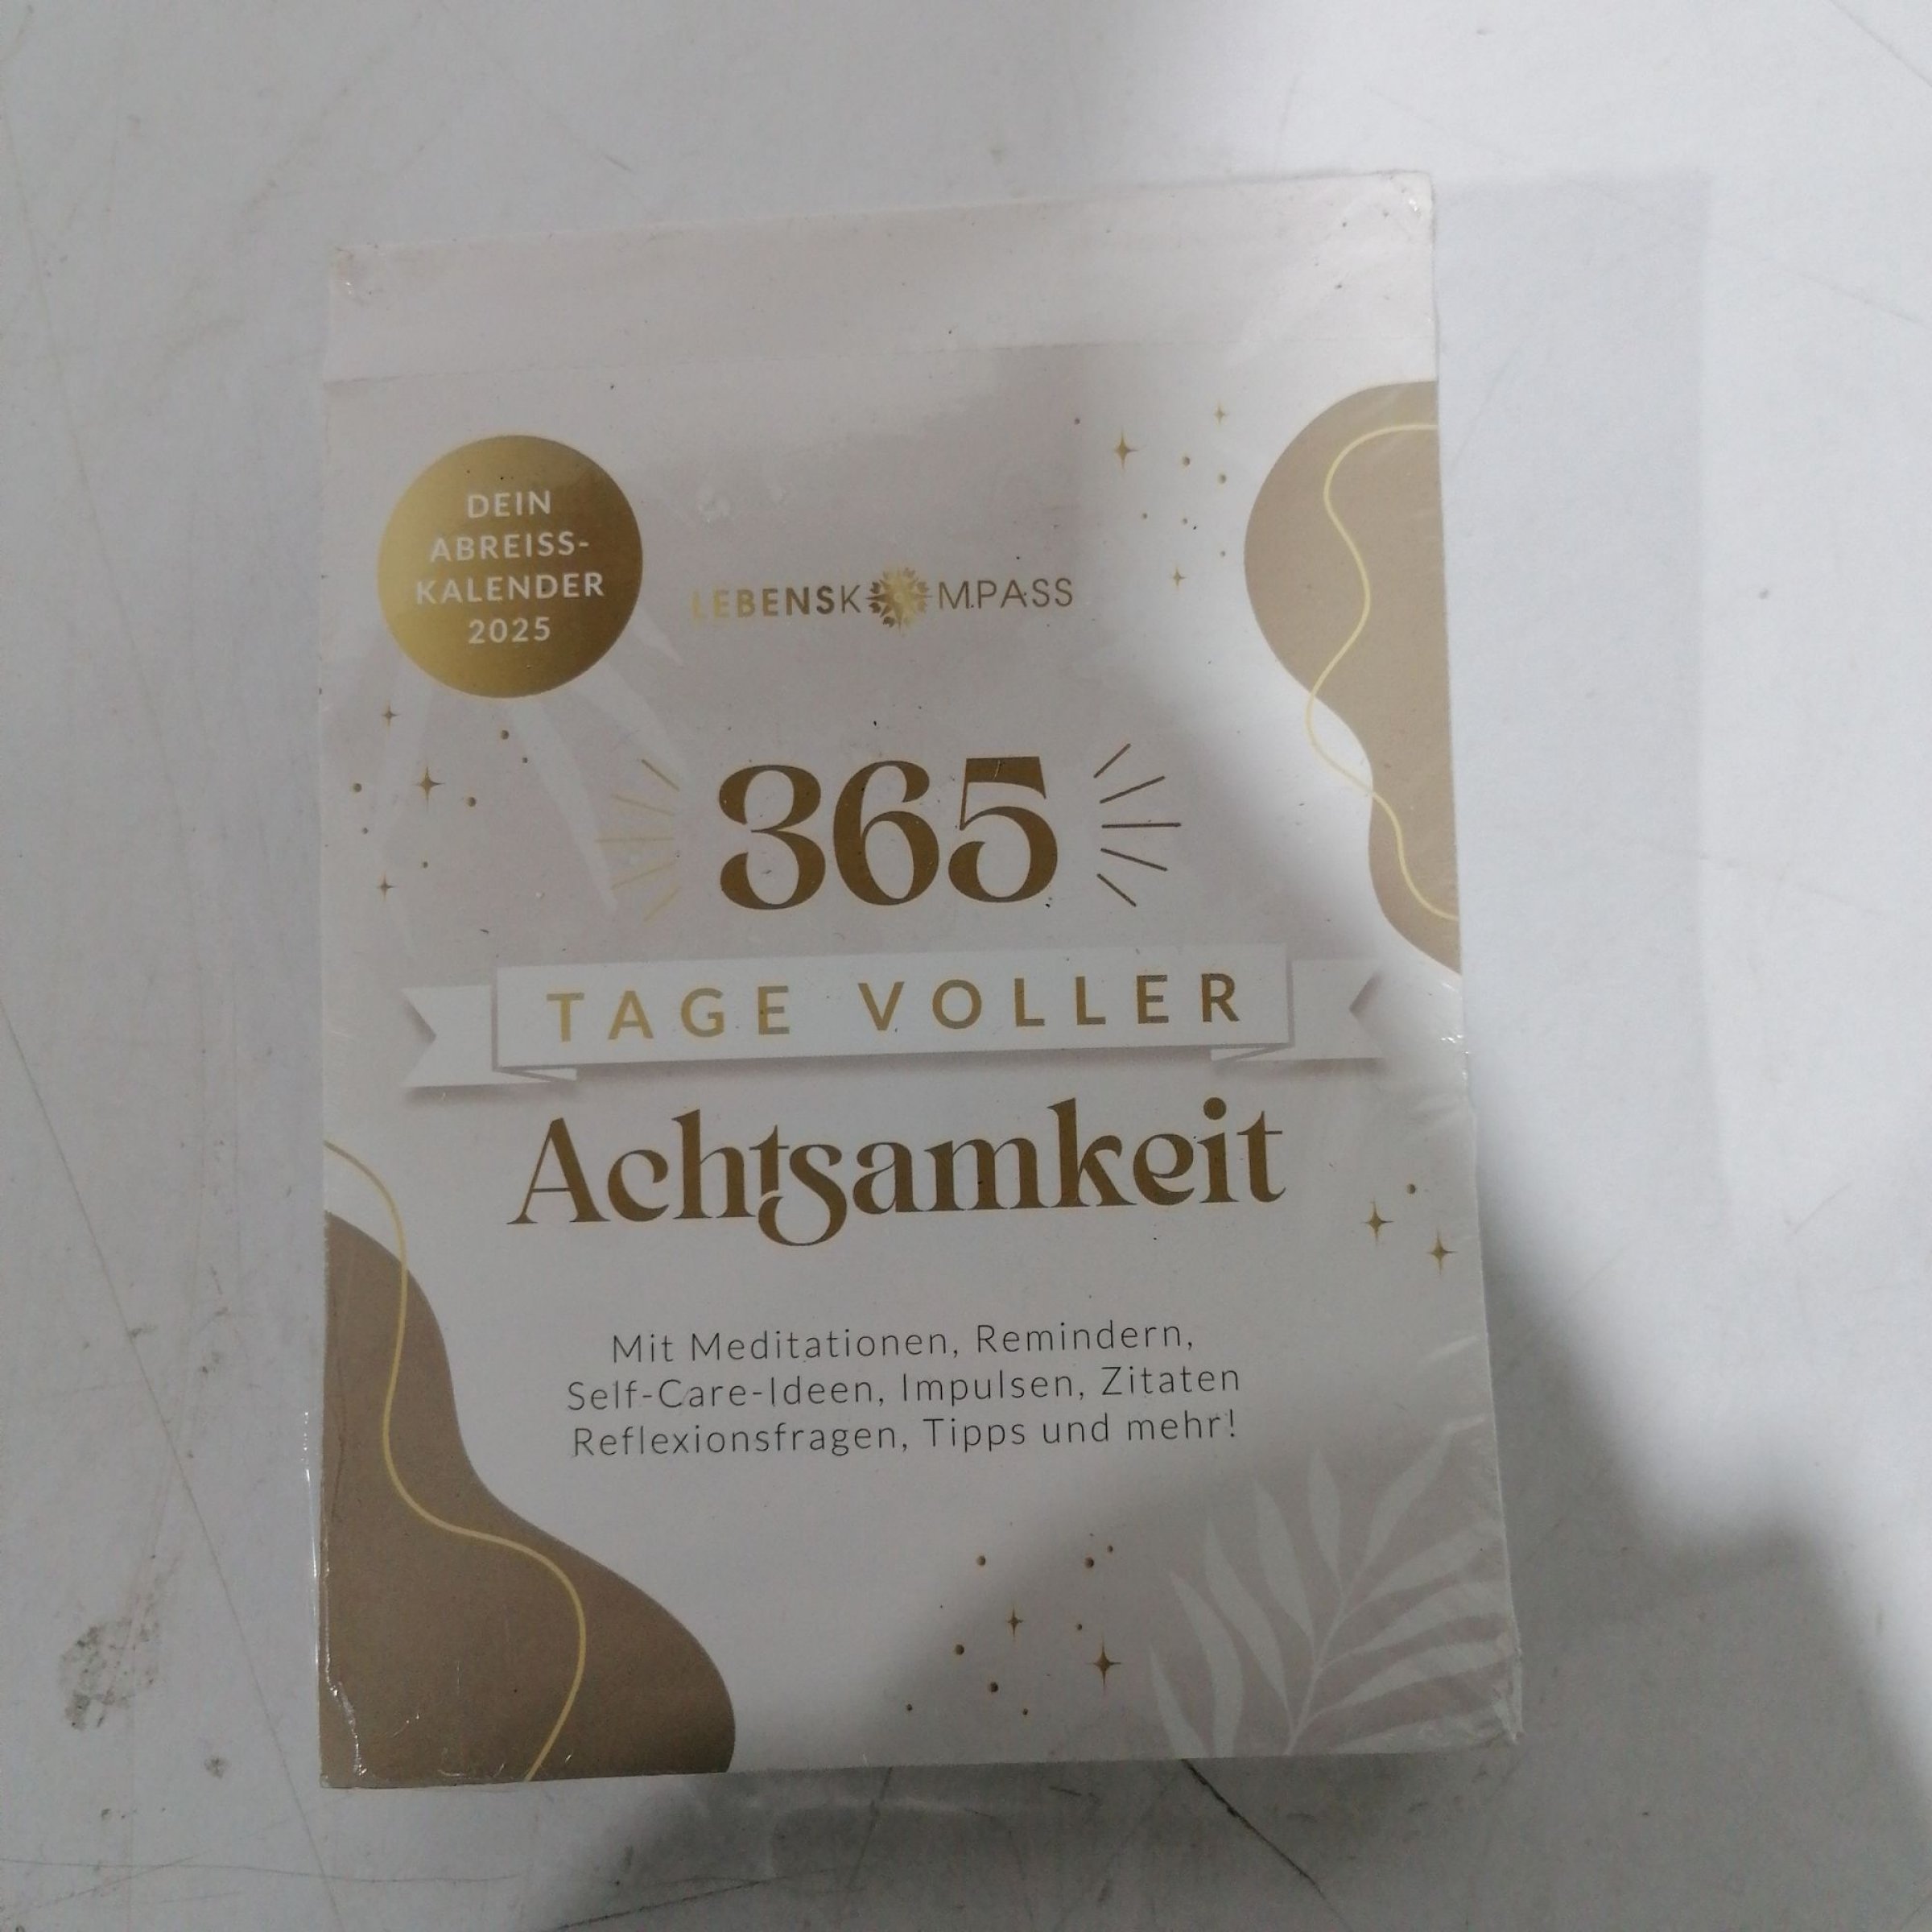 DEIN
ABREISS-
KALENDER
2025
LEBENSKOMPASS
365
TAGE VOLLER
Achtsamkeit
Mit Meditationen, Remindern,
Self-Care-Ideen, Impulsen, Zitaten
Reflexionsfragen, Tipps und mehr!